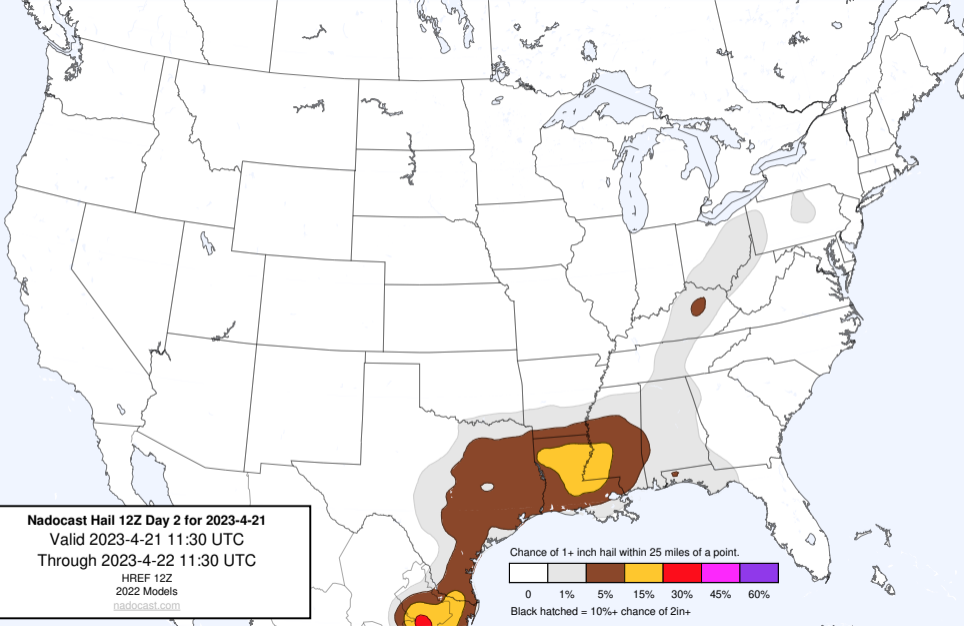 Nadocast Hail 12Z Day 2 for 2023-4-21
Valid 2023-4-21 11:30 UTC
Through 2023-4-22 11:30 UTC
HREF 12Z
2022 Models
nadocast.com
Chance of 1+ inch hail within 25 miles of a point.
0 1% 5% 15% 30% 45% 60%
Black hatched = 10%+ chance of 2in+